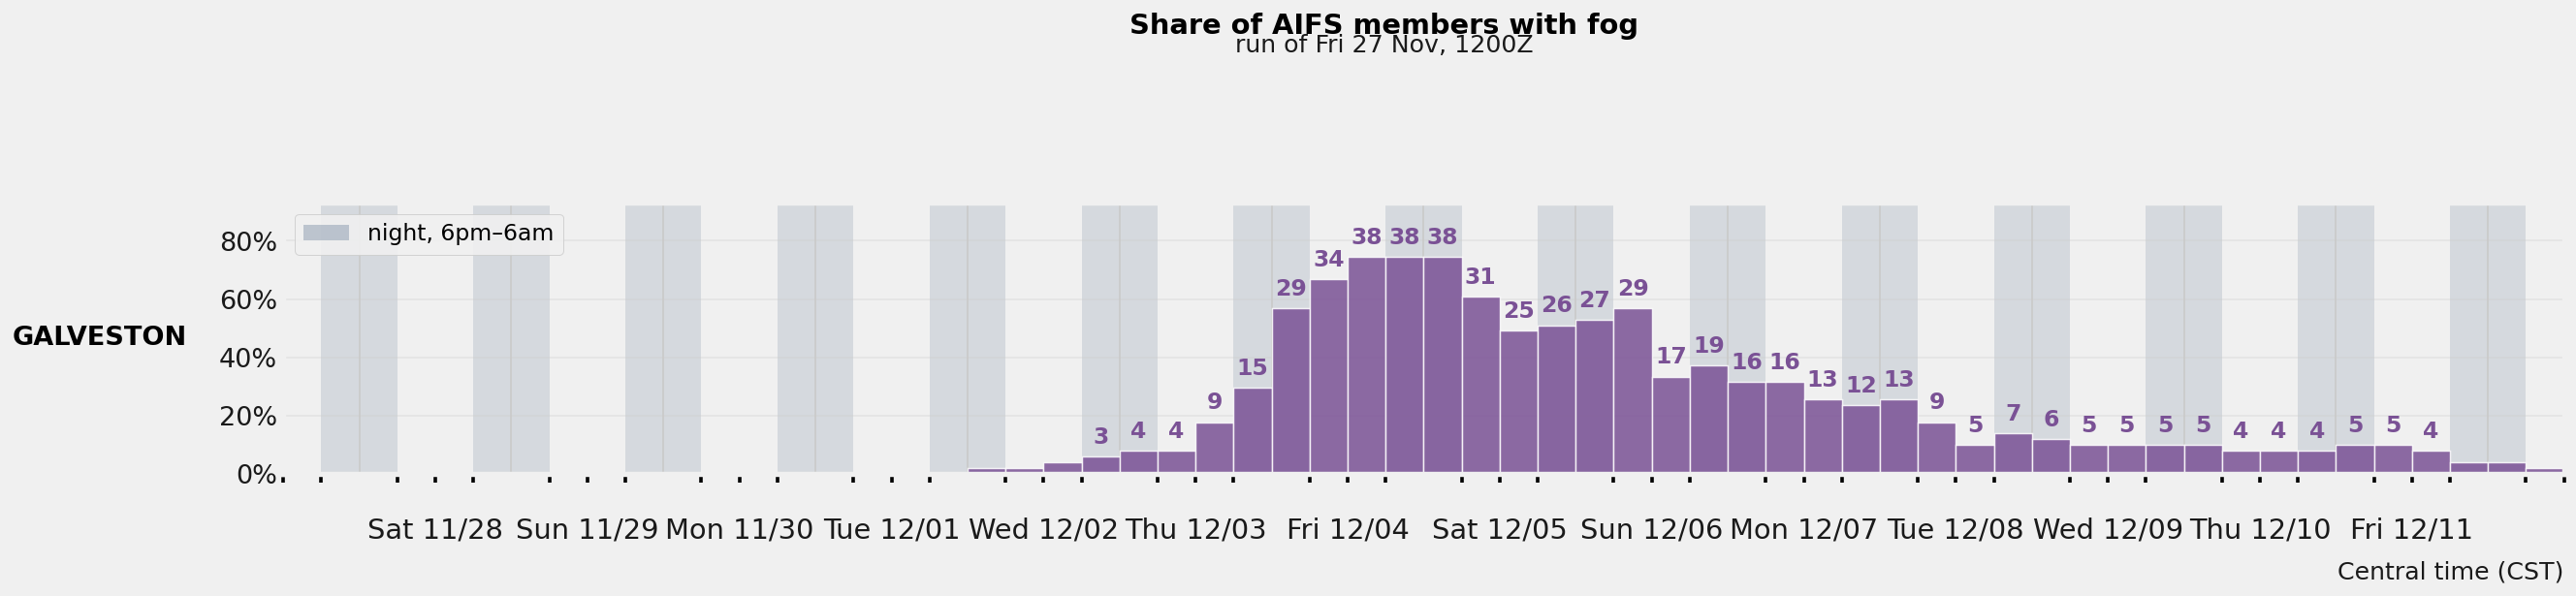 Share of AIFS members with fog
run of Fri 27 Nov, 1200Z
night, 6pm–6am
GALVESTON
80%
60%
40%
20%
0%
3 4 4 9 15 29 34 38 38 38 31 25 26 27 29 17 19 16 16 13 12 13 9 5 7 6 5 5 5 5 4 4 4 5 5 4
Sat 11/28 Sun 11/29 Mon 11/30 Tue 12/01 Wed 12/02 Thu 12/03 Fri 12/04 Sat 12/05 Sun 12/06 Mon 12/07 Tue 12/08 Wed 12/09 Thu 12/10 Fri 12/11
Central time (CST)